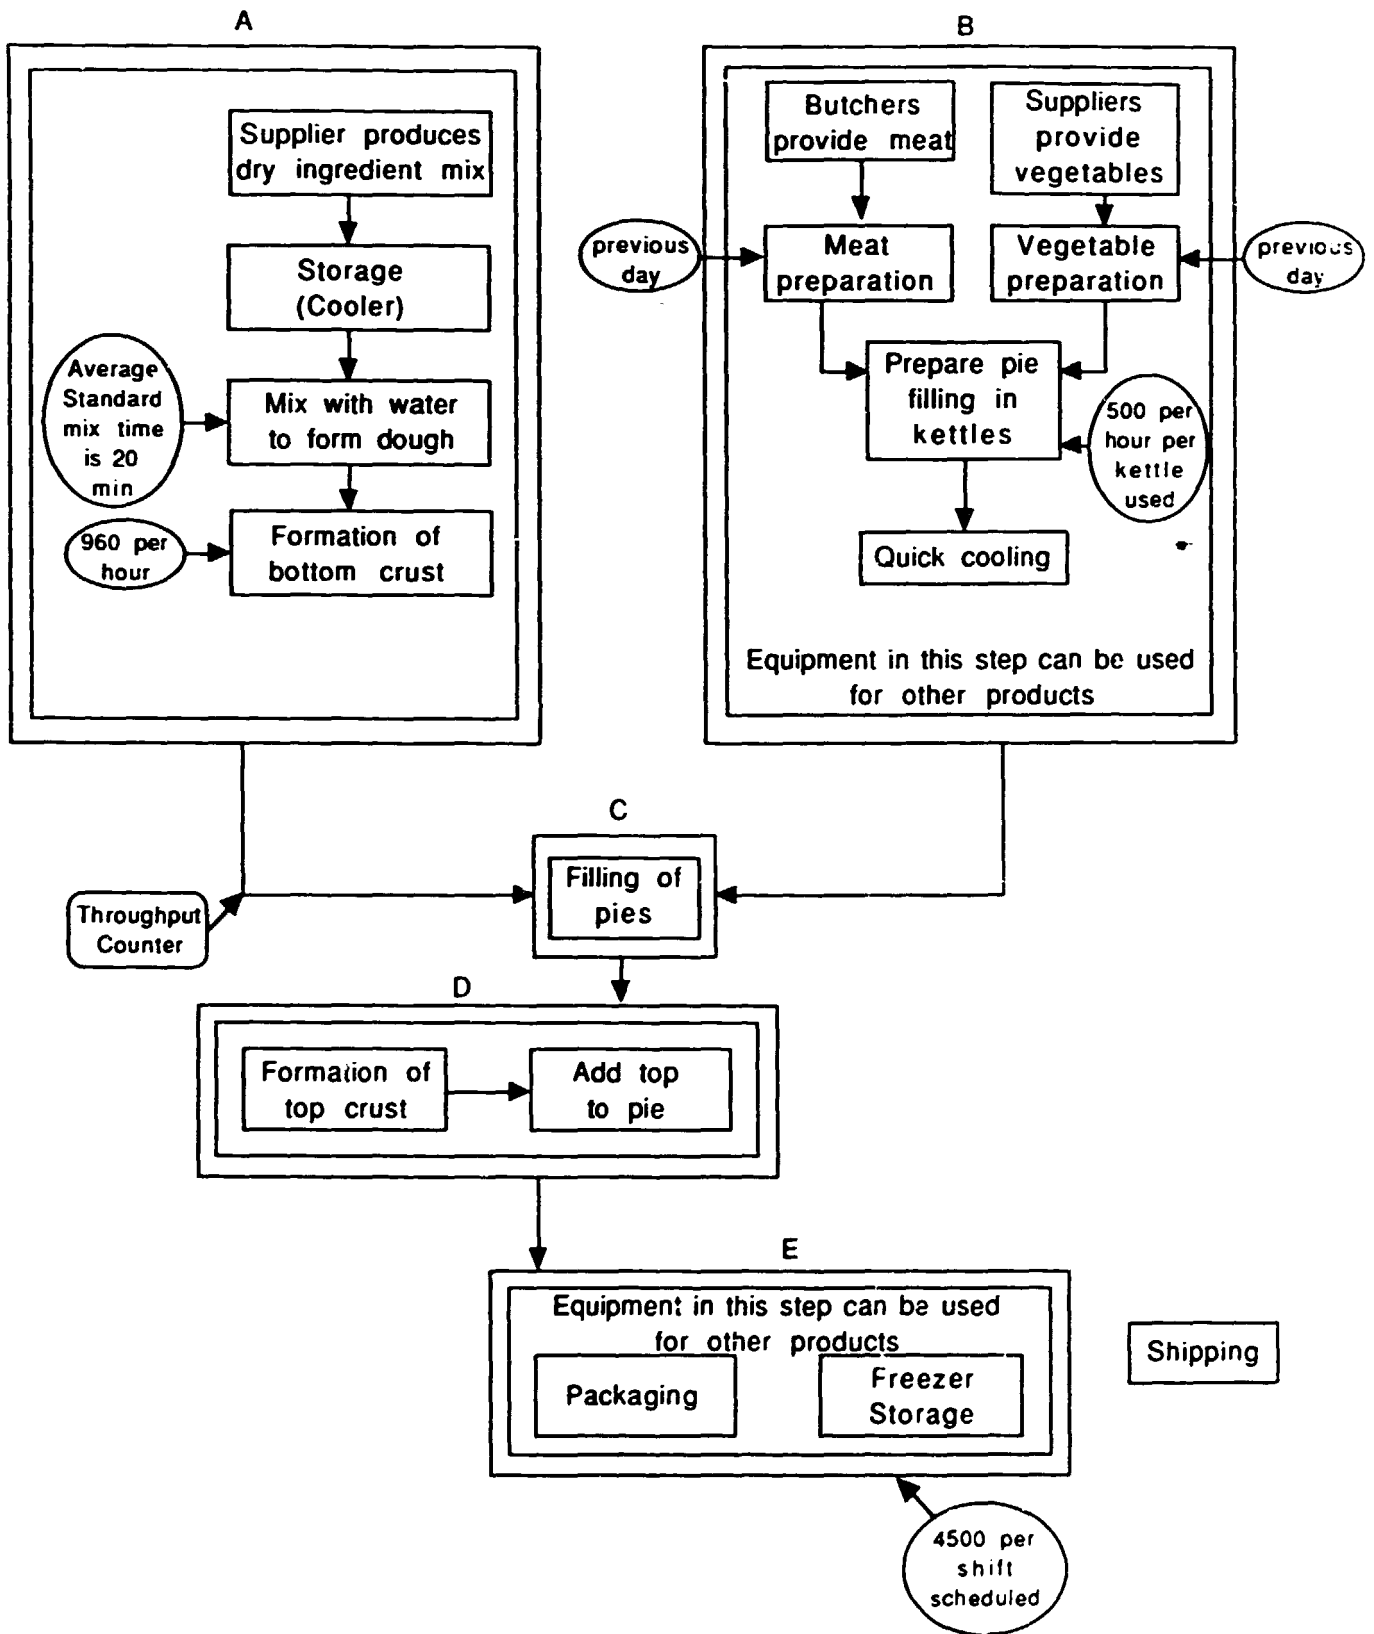 A
Supplier produces
dry ingredient mix
Storage
(Cooler)
Average
Standard
mix time
is 20
min
Mix with water
to form dough
960 per
hour
Formation of
bottom crust
B
Butchers
provide meat
Suppliers
provide
vegetables
previous
day
Meat
preparation
Vegetable
preparation
previous
day
Prepare pie
filling in
kettles
500 per
hour per
kettle
used
Quick cooling
Equipment in this step can be used
for other products
C
Filling of
pies
Throughput
Counter
D
Formation of
top crust
Add top
to pie
E
Equipment in this step can be used
for other products
Packaging
Freezer
Storage
Shipping
4500 per
shift
scheduled